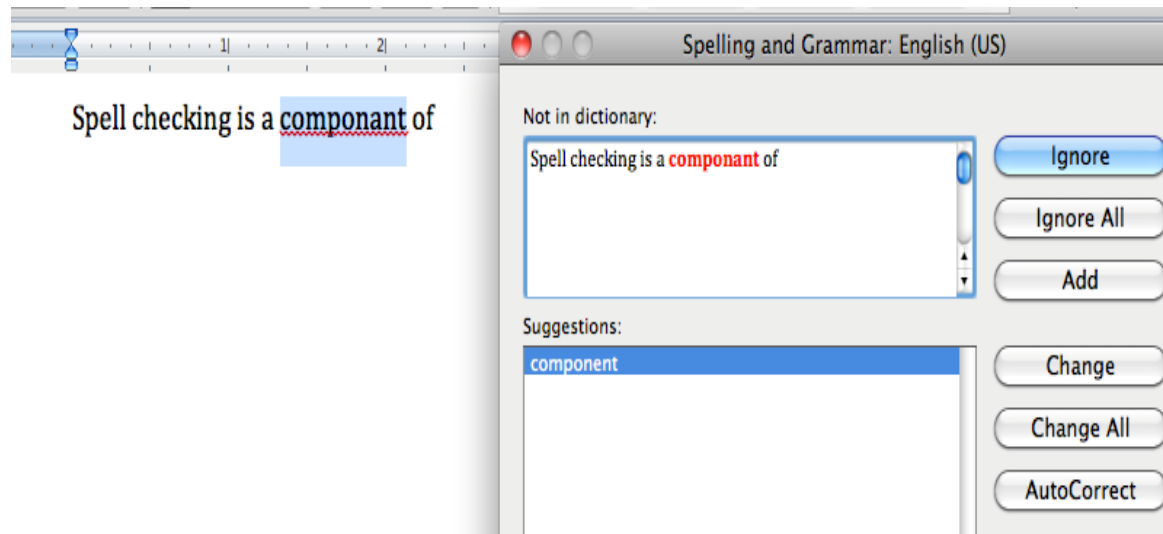 1
2
Spell checking is a componant of
Spelling and Grammar: English (US)
Not in dictionary:
Spell checking is a componant of
Ignore
Ignore All
Add
Suggestions:
component
Change
Change All
AutoCorrect